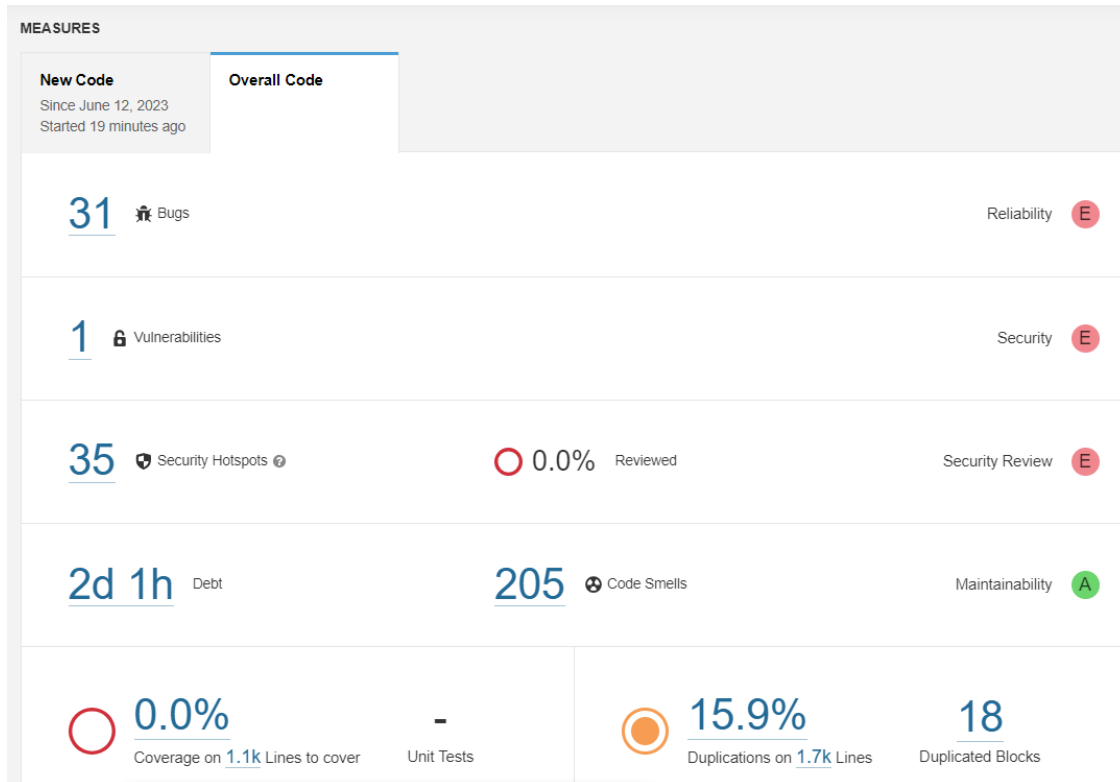 MEASURES
New Code
Since June 12, 2023
Started 19 minutes ago
Overall Code
31 Bugs Reliability E
1 Vulnerabilities Security E
35 Security Hotspots ? 0.0% Reviewed Security Review E
2d 1h Debt 205 Code Smells Maintainability A
0.0%
Coverage on 1.1k Lines to cover
-
Unit Tests
15.9%
Duplications on 1.7k Lines
18
Duplicated Blocks